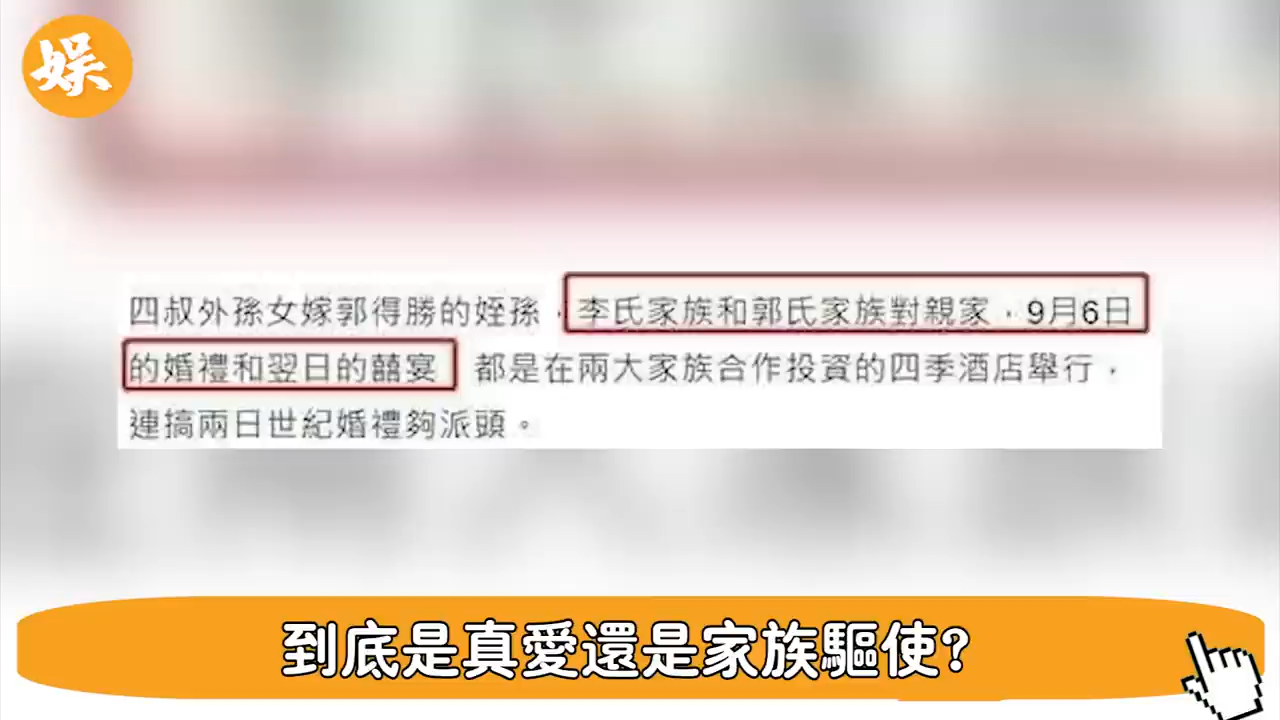 娱
四叔外孫女嫁郭得勝的姪孫，李氏家族和郭氏家族對親家，9月6日
的婚禮和翌日的囍宴 都是在兩大家族合作投資的四季酒店舉行，
連搞兩日世紀婚禮夠派頭。
到底是真愛還是家族驅使?